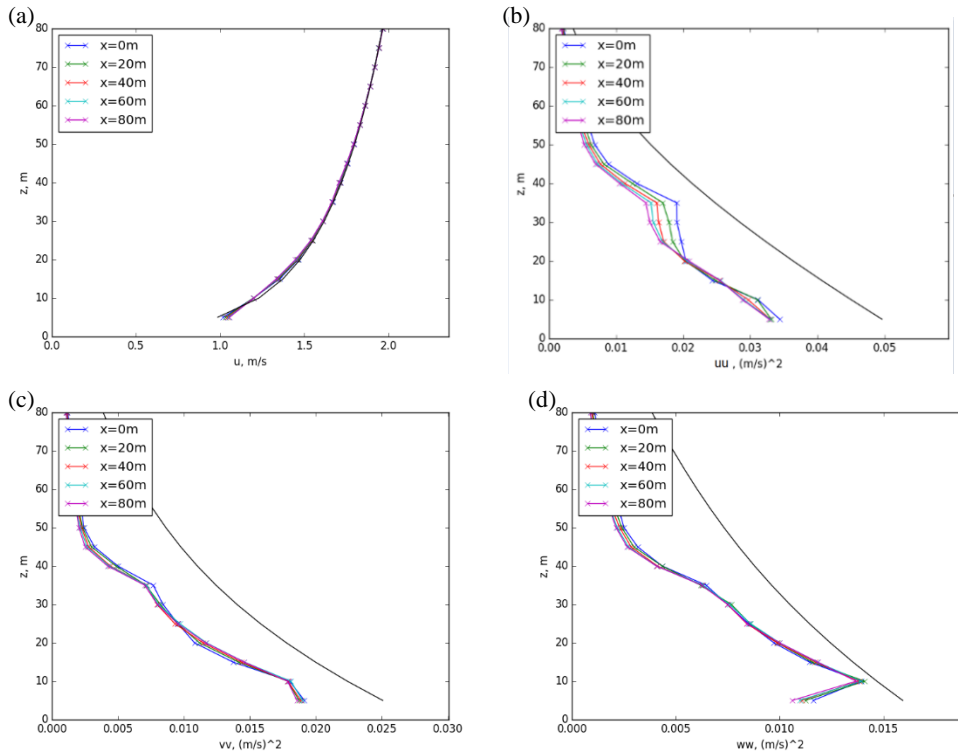 (a)
80
70
60
50
40
30
20
10
0
z, m
0.0 0.5 1.0 1.5 2.0
u, m/s
x=0m
x=20m
x=40m
x=60m
x=80m
(b)
80
70
60
50
40
30
20
10
0
z, m
0.00 0.01 0.02 0.03 0.04 0.05
uu , (m/s)^2
x=0m
x=20m
x=40m
x=60m
x=80m
(c)
80
70
60
50
40
30
20
10
0
z, m
0.000 0.005 0.010 0.015 0.020 0.025 0.030
vv, (m/s)^2
x=0m
x=20m
x=40m
x=60m
x=80m
(d)
80
70
60
50
40
30
20
10
0
z, m
0.000 0.005 0.010 0.015
ww, (m/s)^2
x=0m
x=20m
x=40m
x=60m
x=80m